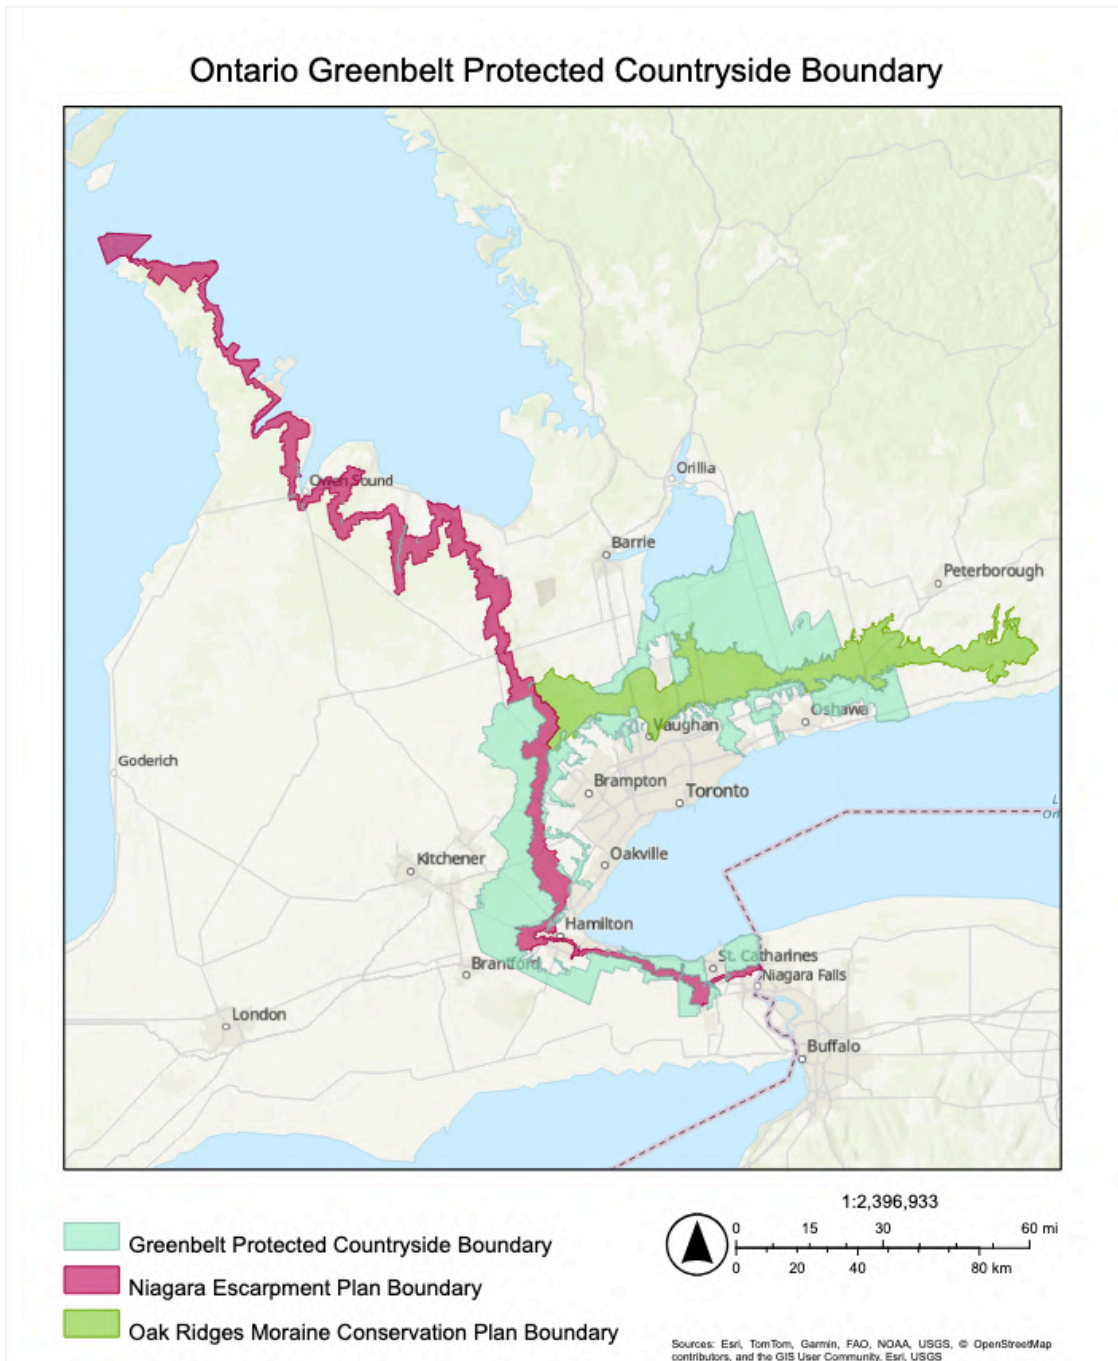 Ontario Greenbelt Protected Countryside Boundary
Owen Sound
Orillia
Barrie
Peterborough
Oshawa
Vaughan
Goderich
Brampton
Toronto
Kitchener
Oakville
Hamilton
St. Catharines
Brantford
Niagara Falls
London
Buffalo
L
On
1:2,396,933
0 15 30 60 mi
0 20 40 80 km
Greenbelt Protected Countryside Boundary
Niagara Escarpment Plan Boundary
Oak Ridges Moraine Conservation Plan Boundary
Sources: Esri, TomTom, Garmin, FAO, NOAA, USGS, © OpenStreetMap
contributors, and the GIS User Community, Esri, USGS